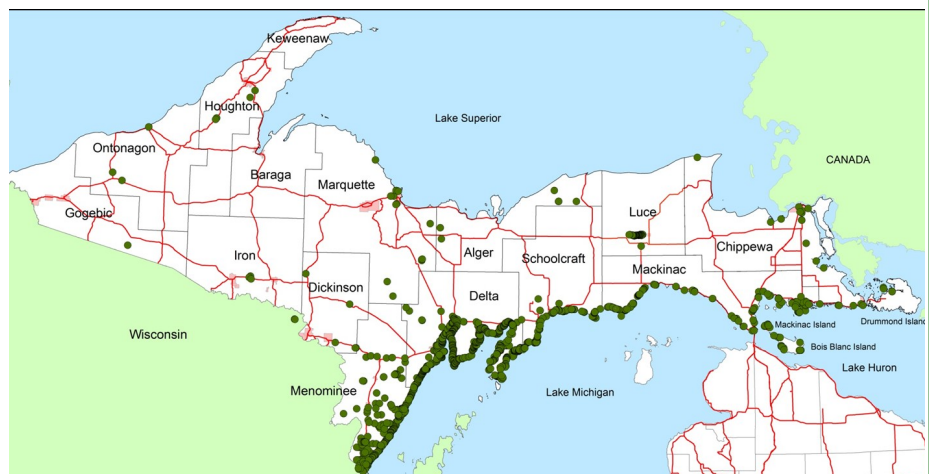 Keweenaw
Houghton
Lake Superior
Ontonagon
CANADA
Baraga
Marquette
Gogebic
Luce
Chippewa
Iron
Alger
Schoolcraft
Mackinac
Dickinson
Delta
Wisconsin
Mackinac Island
Drummond Island
Bois Blanc Island
Lake Huron
Menominee
Lake Michigan